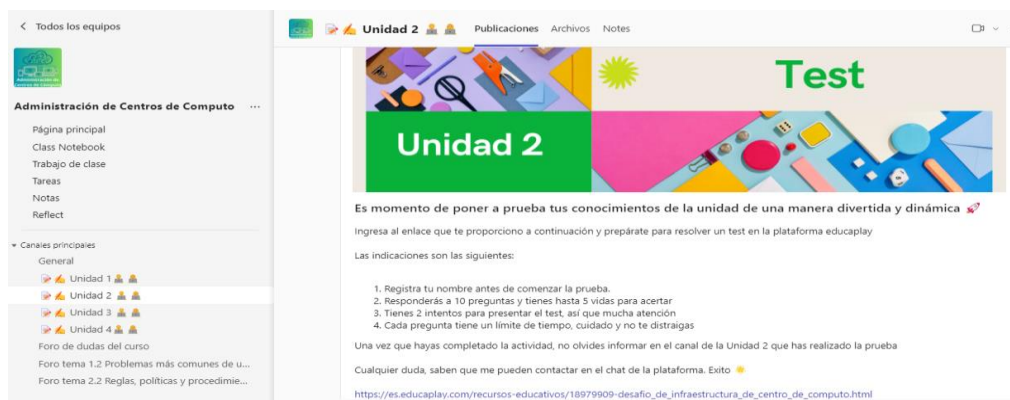 Todos los equipos
Administración de Centros de Computo
Página principal
Class Notebook
Trabajo de clase
Tareas
Notas
Reflect
Canales principales
General
Unidad 1
Unidad 2
Unidad 3
Unidad 4
Foro de dudas del curso
Foro tema 1.2 Problemas más comunes de u...
Foro tema 2.2 Reglas, políticas y procedimie...
Unidad 2 Publicaciones Archivos Notes
Test
Unidad 2
Es momento de poner a prueba tus conocimientos de la unidad de una manera divertida y dinámica
Ingresa al enlace que te proporciono a continuación y prepárate para resolver un test en la plataforma educaplay
Las indicaciones son las siguientes:
1. Registra tu nombre antes de comenzar la prueba.
2. Responderás a 10 preguntas y tienes hasta 5 vidas para acertar
3. Tienes 2 intentos para presentar el test, así que mucha atención
4. Cada pregunta tiene un límite de tiempo, cuidado y no te distraigas
Una vez que hayas completado la actividad, no olvides informar en el canal de la Unidad 2 que has realizado la prueba
Cualquier duda, saben que me pueden contactar en el chat de la plataforma. Exito
https://es.educaplay.com/recursos-educativos/18979909-desafio_de_infraestructura_de_centro_de_computo.html